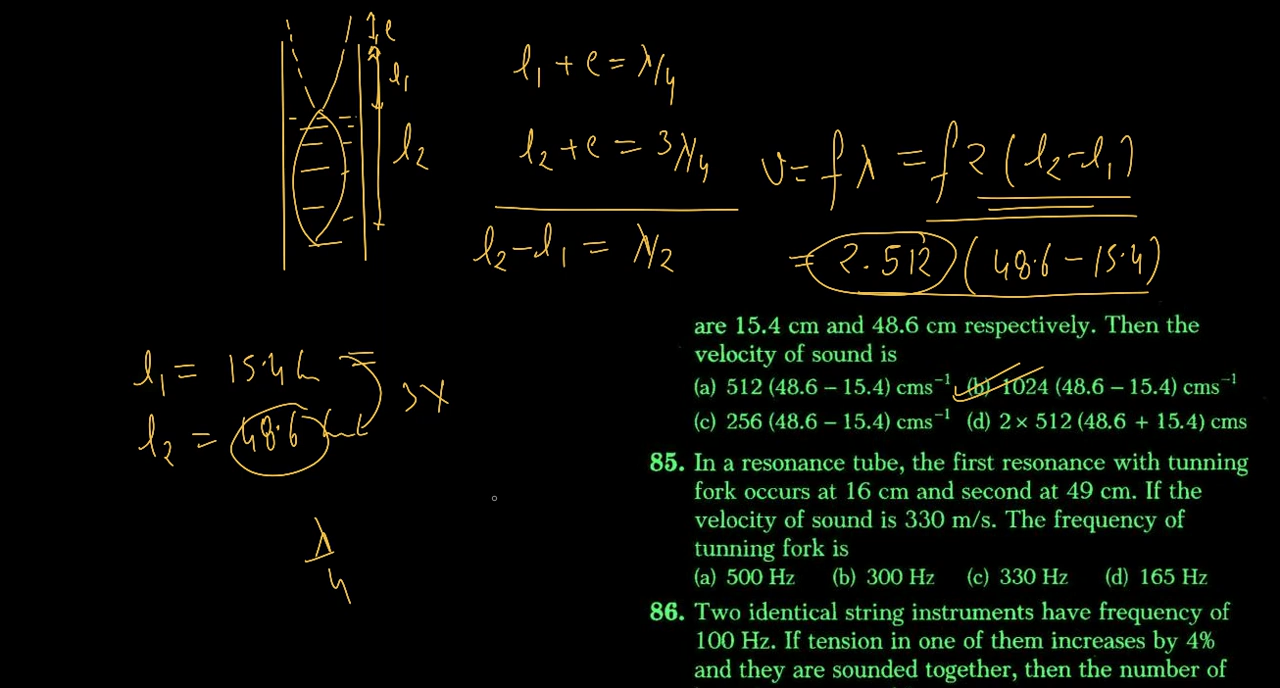 e
l₁
l₂
l₁ + e = λ/4
l₂ + e = 3λ/4
l₂ - l₁ = λ/2
v = fλ = f2(l₂-l₁)
= 2.512 (48.6 - 15.4)
l₁ = 15.4
l₂ = 48.6
3X
λ/4
are 15.4 cm and 48.6 cm respectively. Then the
velocity of sound is
(a) 512 (48.6 – 15.4) cms⁻¹ (b) 1024 (48.6 – 15.4) cms⁻¹
(c) 256 (48.6 – 15.4) cms⁻¹ (d) 2 × 512 (48.6 + 15.4) cms
85. In a resonance tube, the first resonance with tunning
fork occurs at 16 cm and second at 49 cm. If the
velocity of sound is 330 m/s. The frequency of
tunning fork is
(a) 500 Hz (b) 300 Hz (c) 330 Hz (d) 165 Hz
86. Two identical string instruments have frequency of
100 Hz. If tension in one of them increases by 4%
and they are sounded together, then the number of